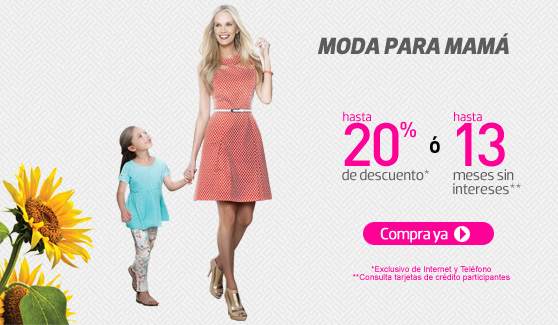 MODA PARA MAMÁ
hasta
20%
de descuento*
ó
hasta
13
meses sin
intereses**
Compra ya
*Exclusivo de Internet y Teléfono
**Consulta tarjetas de crédito participantes